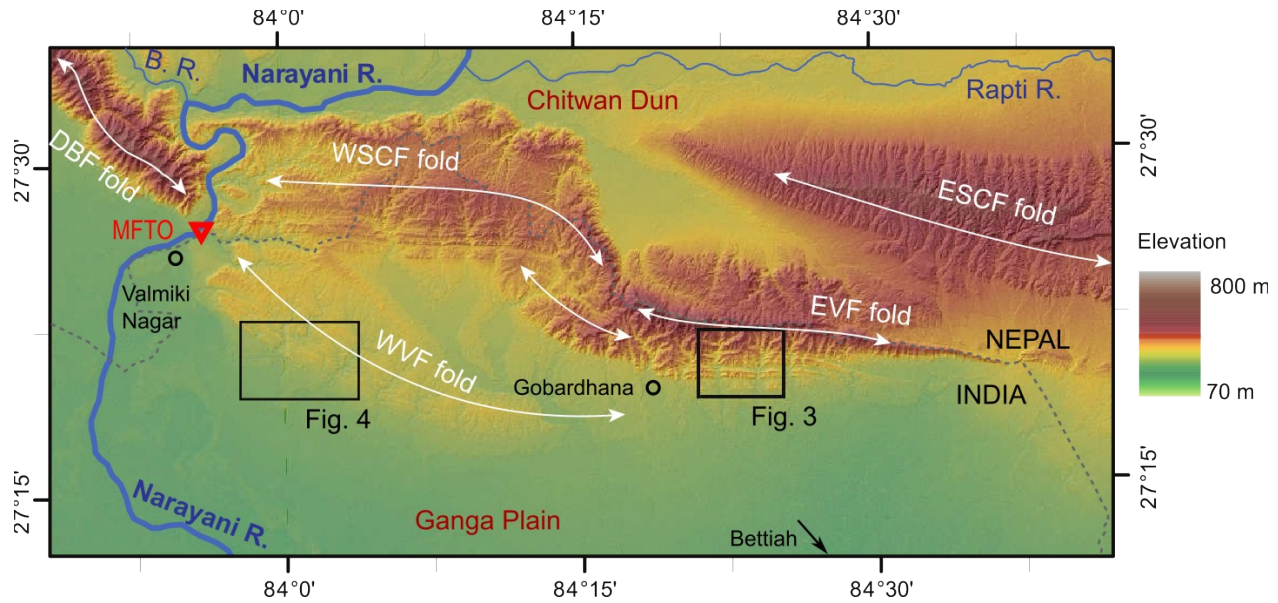 84°0'
84°15'
84°30'
B. R.
Narayani R.
Chitwan Dun
Rapti R.
27°30'
27°30'
DBF fold
WSCF fold
ESCF fold
MFTO
Elevation
800 m
70 m
Valmiki
Nagar
EVF fold
NEPAL
WVF fold
Gobardhana
INDIA
Fig. 4
Fig. 3
27°15'
27°15'
Narayani R.
Ganga Plain
Bettiah
84°0'
84°15'
84°30'